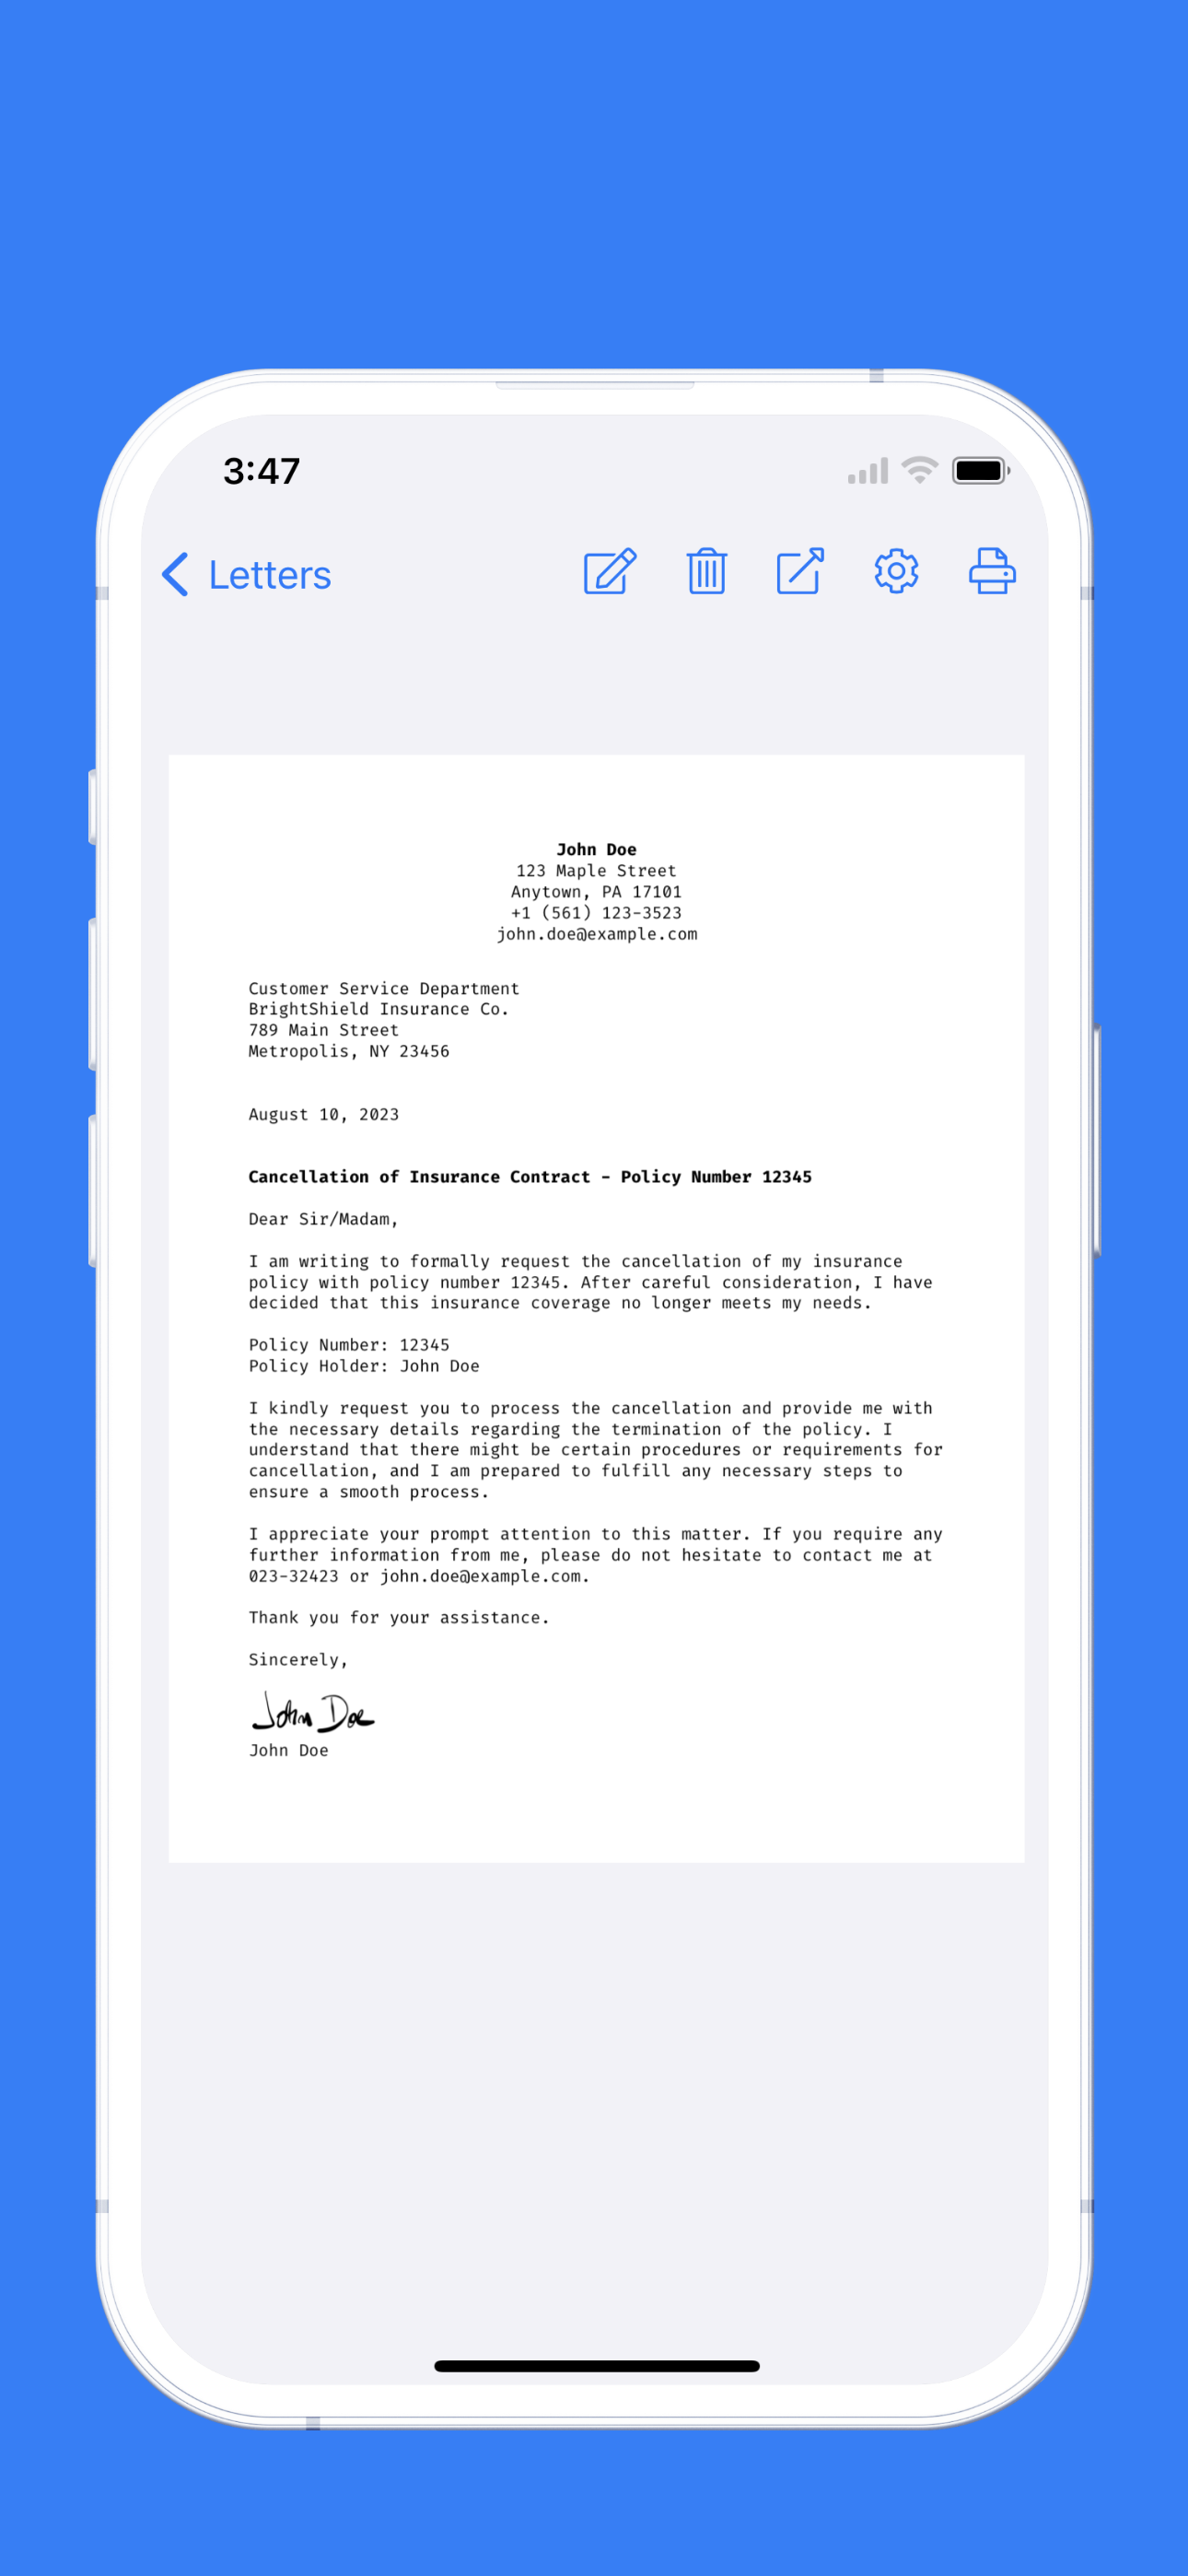 3:47
Letters
John Doe
123 Maple Street
Anytown, PA 17101
+1 (561) 123-3523
john.doe@example.com
Customer Service Department
BrightShield Insurance Co.
789 Main Street
Metropolis, NY 23456
August 10, 2023
Cancellation of Insurance Contract - Policy Number 12345
Dear Sir/Madam,
I am writing to formally request the cancellation of my insurance
policy with policy number 12345. After careful consideration, I have
decided that this insurance coverage no longer meets my needs.
Policy Number: 12345
Policy Holder: John Doe
I kindly request you to process the cancellation and provide me with
the necessary details regarding the termination of the policy. I
understand that there might be certain procedures or requirements for
cancellation, and I am prepared to fulfill any necessary steps to
ensure a smooth process.
I appreciate your prompt attention to this matter. If you require any
further information from me, please do not hesitate to contact me at
023-32423 or john.doe@example.com.
Thank you for your assistance.
Sincerely,
John Doe
John Doe